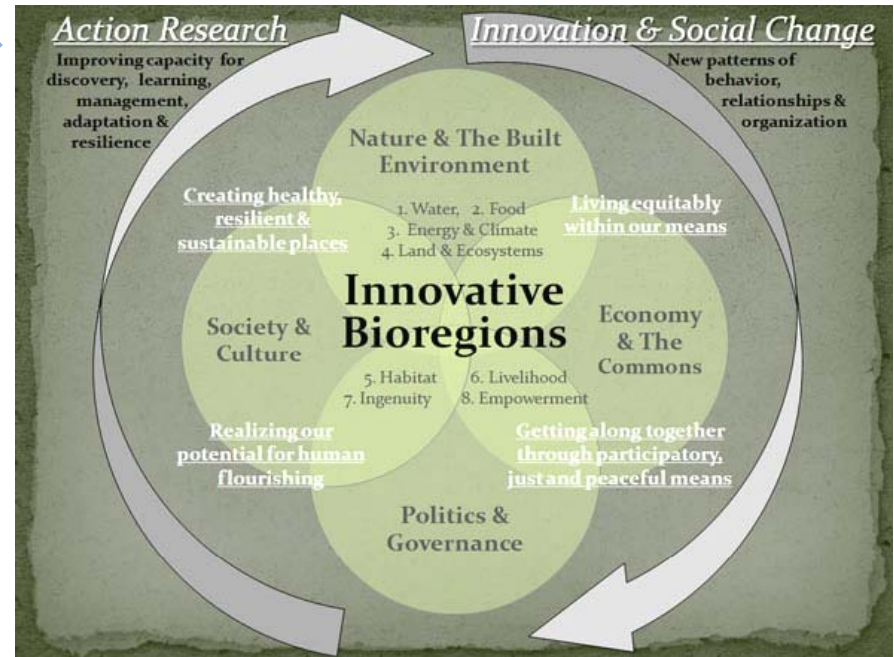 Action Research
Improving capacity for
discovery, learning,
management,
adaptation &
resilience
Innovation & Social Change
New patterns of
behavior,
relationships &
organization
Nature & The Built
Environment
Creating healthy,
resilient &
sustainable places
1. Water, 2. Food
3. Energy & Climate
4. Land & Ecosystems
Living equitably
within our means
Innovative
Bioregions
Society &
Culture
Economy
& The
Commons
5. Habitat 6. Livelihood
7. Ingenuity 8. Empowerment
Realizing our
potential for human
flourishing
Getting along together
through participatory,
just and peaceful means
Politics &
Governance